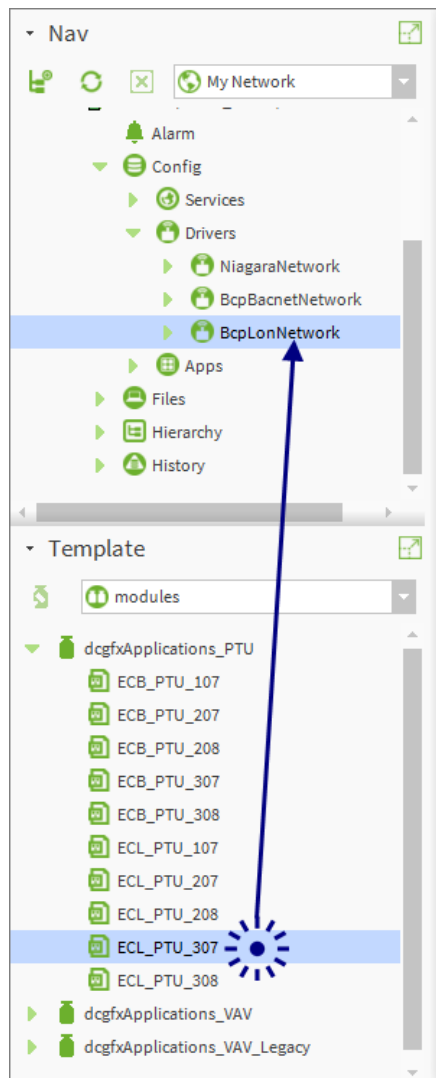 Nav
My Network
Alarm
Config
Services
Drivers
NiagaraNetwork
BcpBacnetNetwork
BcpLonNetwork
Apps
Files
Hierarchy
History
Template
modules
dcgfxApplications_PTU
ECB_PTU_107
ECB_PTU_207
ECB_PTU_208
ECB_PTU_307
ECB_PTU_308
ECL_PTU_107
ECL_PTU_207
ECL_PTU_208
ECL_PTU_307
ECL_PTU_308
dcgfxApplications_VAV
dcgfxApplications_VAV_Legacy